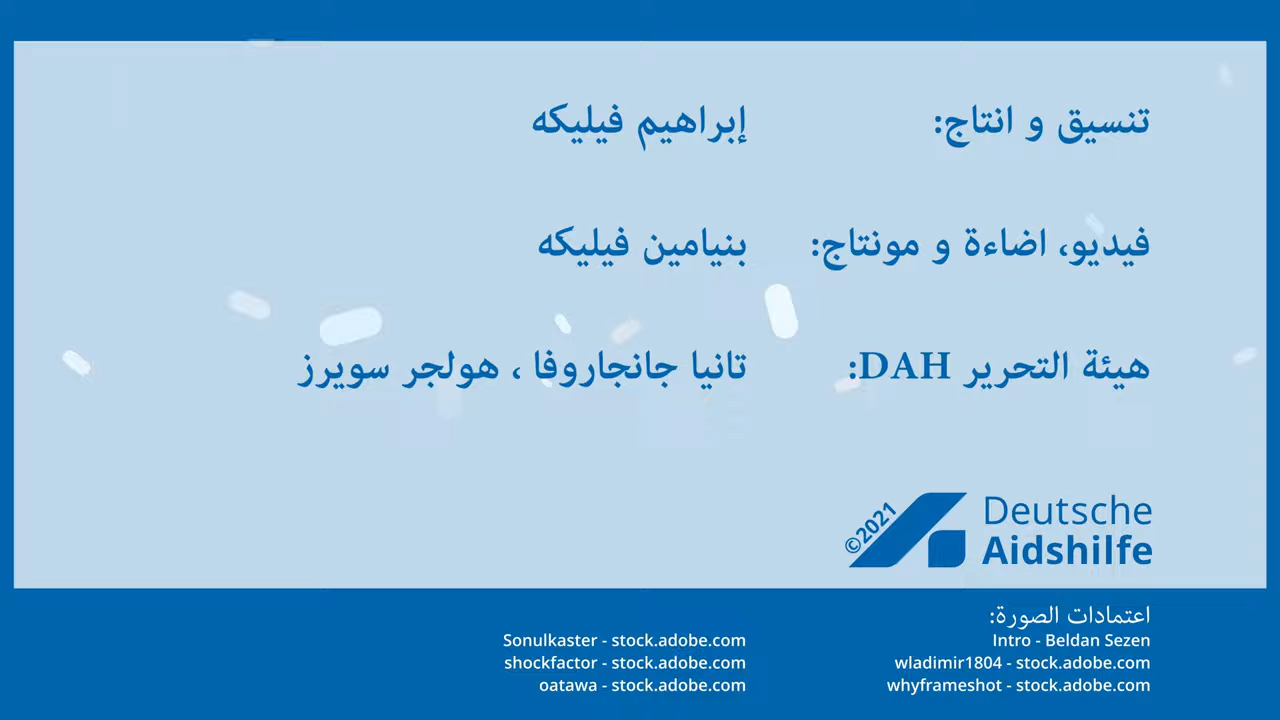 تنسيق و انتاج: إبراهيم فيليكه
فيديو، اضاءة و مونتاج: بنيامين فيليكه
هيئة التحرير DAH: تانيا جانجاروفا ، هولجر سويرز
©2021
Deutsche
Aidshilfe
اعتمادات الصورة:
Intro - Beldan Sezen
wladimir1804 - stock.adobe.com
whyframeshot - stock.adobe.com
Sonulkaster - stock.adobe.com
shockfactor - stock.adobe.com
oatawa - stock.adobe.com